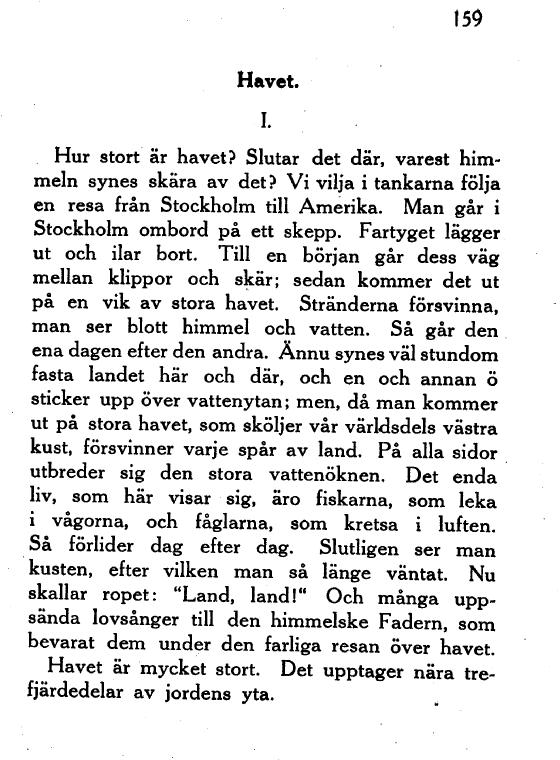 159
Havet.
I.
Hur stort är havet? Slutar det där, varest him-
meln synes skära av det? Vi vilja i tankarna följa
en resa från Stockholm till Amerika. Man går i
Stockholm ombord på ett skepp. Fartyget lägger
ut och ilar bort. Till en början går dess väg
mellan klippor och skär; sedan kommer det ut
på en vik av stora havet. Stränderna försvinna,
man ser blott himmel och vatten. Så går den
ena dagen efter den andra. Ännu synes väl stundom
fasta landet här och där, och en och annan ö
sticker upp över vattenytan; men, då man kommer
ut på stora havet, som sköljer vår världsdels västra
kust, försvinner varje spår av land. På alla sidor
utbreder sig den stora vattenöknen. Det enda
liv, som här visar sig, äro fiskarna, som leka
i vågorna, och fåglarna, som kretsa i luften.
Så förlider dag efter dag. Slutligen ser man
kusten, efter vilken man så länge väntat. Nu
skallar ropet: “Land, land!“ Och många upp-
sända lovsånger till den himmelske Fadern, som
bevarat dem under den farliga resan över havet.
Havet är mycket stort. Det upptager nära tre-
fjärdedelar av jordens yta.